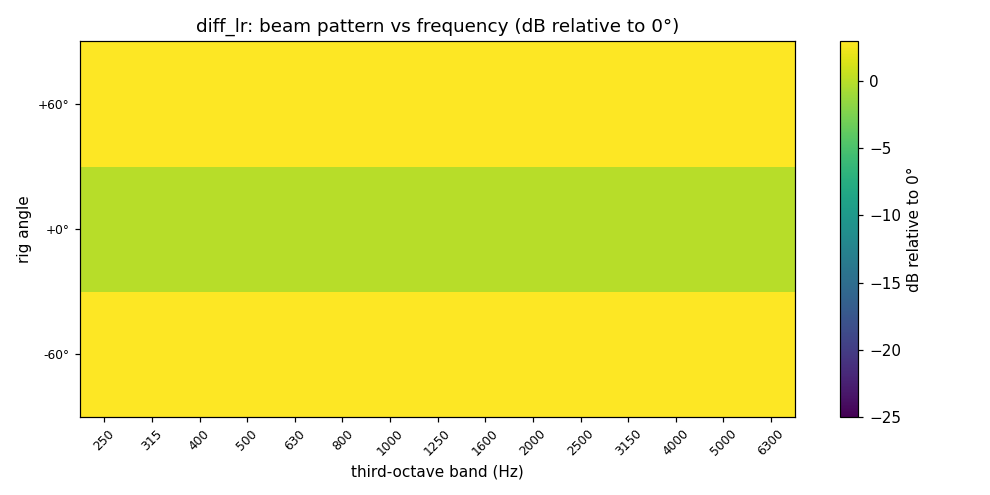 diff_lr: beam pattern vs frequency (dB relative to 0°)
+60°
+0°
-60°
rig angle
250 315 400 500 630 800 1000 1250 1600 2000 2500 3150 4000 5000 6300
third-octave band (Hz)
0
−5
−10
−15
−20
−25
dB relative to 0°